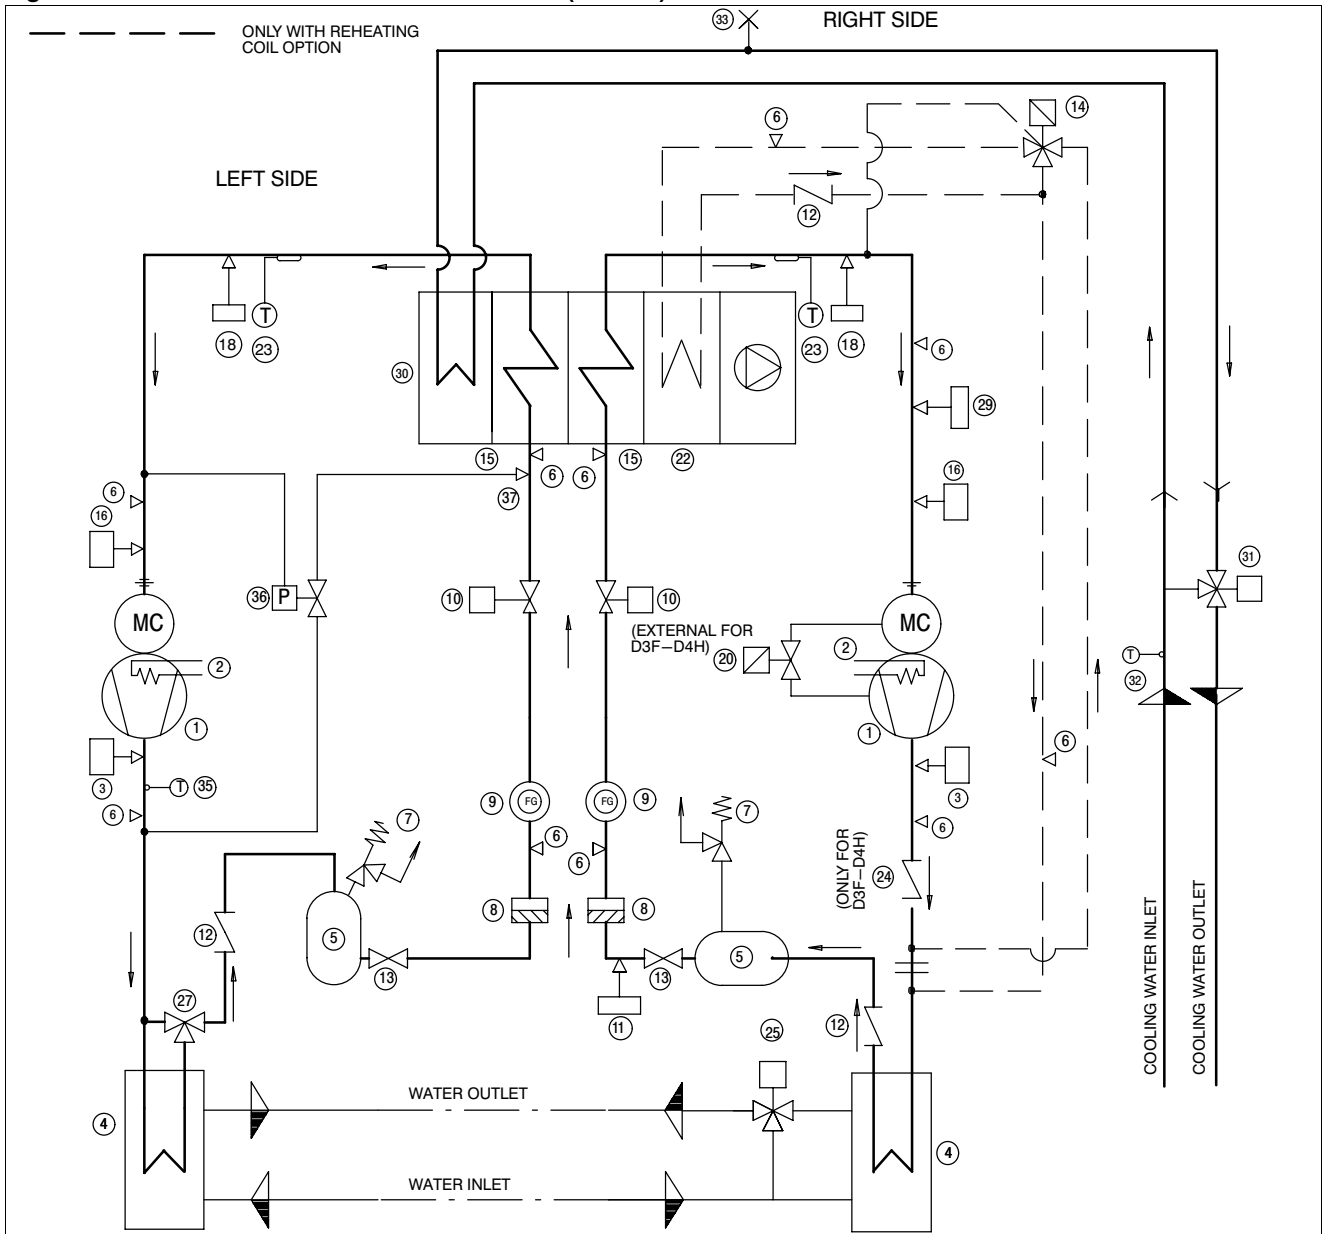 33
RIGHT SIDE
ONLY WITH REHEATING
COIL OPTION
14
6
LEFT SIDE
12
18
T
23
T
23
18
6
30
29
15
6
6
15
22
6
37
16
16
31
36
P
10
10
MC
(EXTERNAL FOR
D3F–D4H)
MC
20
2
2
T
32
1
1
6
3
T
35
3
9
FG
FG
9
7
7
6
6
6
6
(ONLY FOR
D3F–D4H)
24
8
8
12
5
5
13
13
27
11
12
25
COOLING WATER INLET
COOLING WATER OUTLET
WATER OUTLET
4
4
WATER INLET